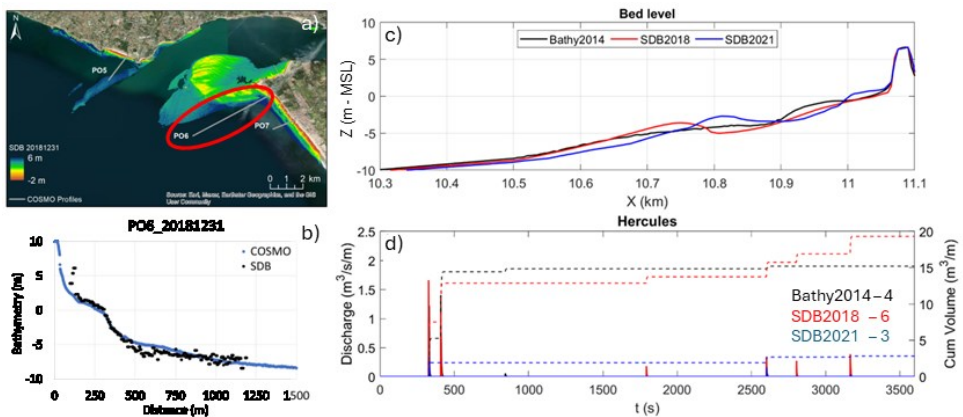 a)
N
PO5
PO6
PO7
SDB 20181231
6 m
-2 m
COSMO Profiles
0 1 2 4 km
Source: Esri, Maxar, Earthstar Geographics, and the GIS
User Community
PO6_20181231
b)
COSMO
SDB
Bathymetry (m)
10
5
0
-5
-10
0 250 500 750 1000 1250 1500
Distance (m)
Bed level
c)
Bathy2014 SDB2018 SDB2021
Z (m - MSL)
10
5
0
-5
-10
10.3 10.4 10.5 10.6 10.7 10.8 10.9 11 11.1
X (km)
Hercules
d)
Discharge (m³/s/m)
2.5
2
1.5
1
0.5
0
Cum Volume (m³/m)
20
15
10
5
0
Bathy2014 – 4
SDB2018 – 6
SDB2021 – 3
0 500 1000 1500 2000 2500 3000 3500
t (s)